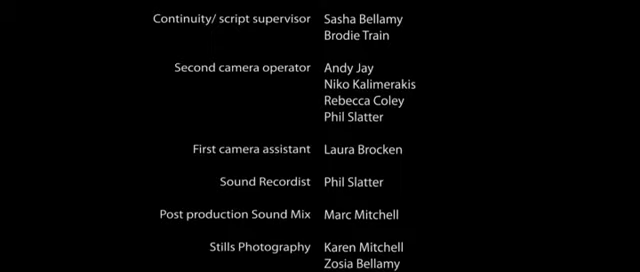 Continuity/ script supervisor Sasha Bellamy
Brodie Train
Second camera operator Andy Jay
Niko Kalimerakis
Rebecca Coley
Phil Slatter
First camera assistant Laura Brocken
Sound Recordist Phil Slatter
Post production Sound Mix Marc Mitchell
Stills Photography Karen Mitchell
Zosia Bellamy